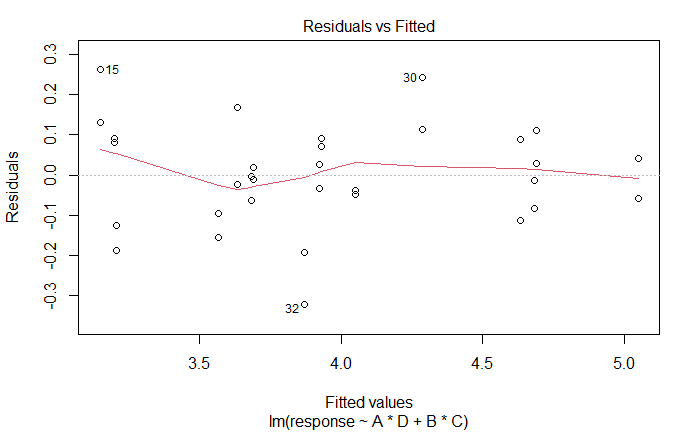 Residuals vs Fitted
Residuals
0.3
0.2
0.1
0.0
-0.1
-0.2
-0.3
15
30
32
3.5 4.0 4.5 5.0
Fitted values
lm(response ~ A * D + B * C)